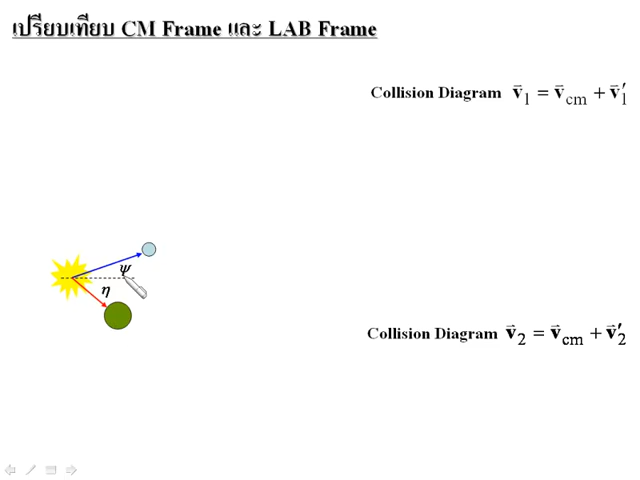 เปรียบเทียบ CM Frame และ LAB Frame
Collision Diagram v⃗₁ = v⃗cm + v⃗₁′
ψ
η
Collision Diagram v⃗₂ = v⃗cm + v⃗₂′